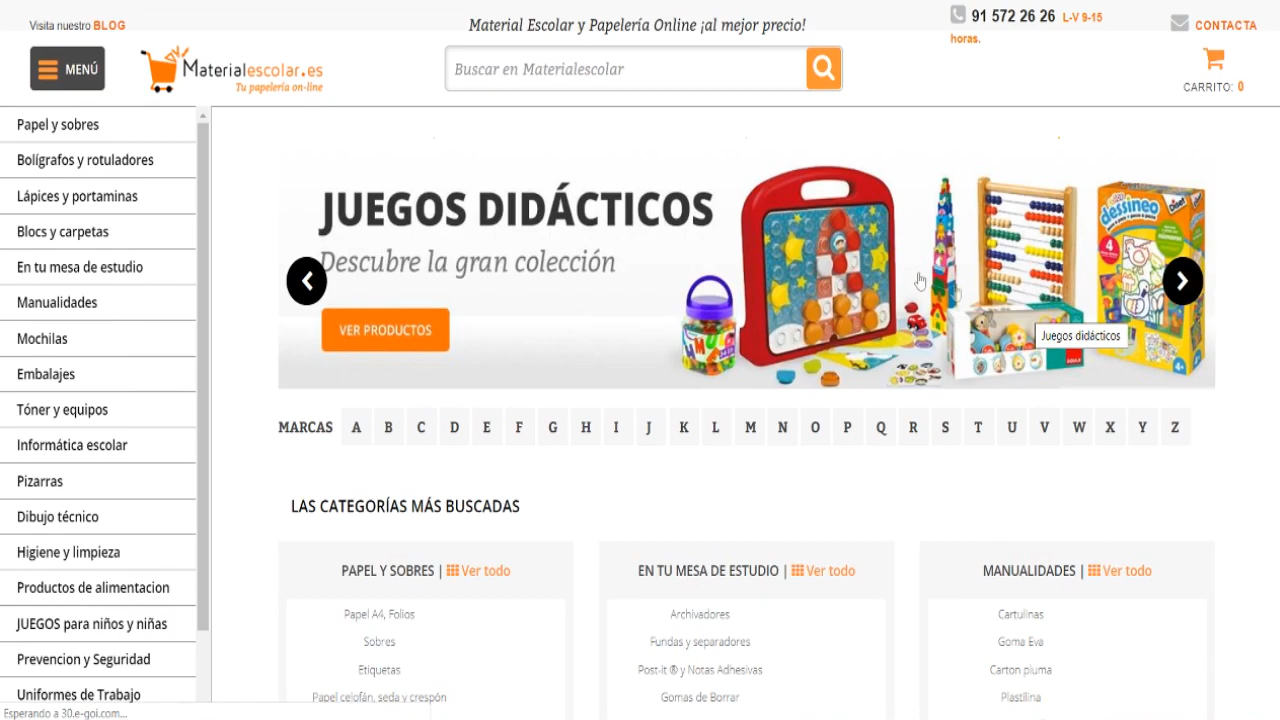 Visita nuestro BLOG
Material Escolar y Papelería Online ¡al mejor precio!
91 572 26 26 L-V 9-15
horas.
CONTACTA
MENÚ
Materialescolar.es
Tu papelería on-line
Buscar en Materialescolar
CARRITO: 0
Papel y sobres
Bolígrafos y rotuladores
Lápices y portaminas
Blocs y carpetas
En tu mesa de estudio
Manualidades
Mochilas
Embalajes
Tóner y equipos
Informática escolar
Pizarras
Dibujo técnico
Higiene y limpieza
Productos de alimentacion
JUEGOS para niños y niñas
Prevencion y Seguridad
Uniformes de Trabajo
JUEGOS DIDÁCTICOS
Descubre la gran colección
VER PRODUCTOS
dessineo
Diset
4
4+
Juegos didácticos
MARCAS A B C D E F G H I J K L M N O P Q R S T U V W X Y Z
LAS CATEGORÍAS MÁS BUSCADAS
PAPEL Y SOBRES | Ver todo
Papel A4, Folios
Sobres
Etiquetas
Papel celofán, seda y crespón
EN TU MESA DE ESTUDIO | Ver todo
Archivadores
Fundas y separadores
Post-it ® y Notas Adhesivas
Gomas de Borrar
MANUALIDADES | Ver todo
Cartulinas
Goma Eva
Carton pluma
Plastilina
Esperando a 30.e-goi.com...